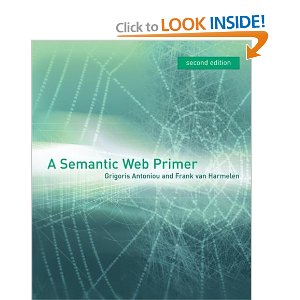 Click to LOOK INSIDE!
second edition
A Semantic Web Primer
Grigoris Antoniou and Frank van Harmelen